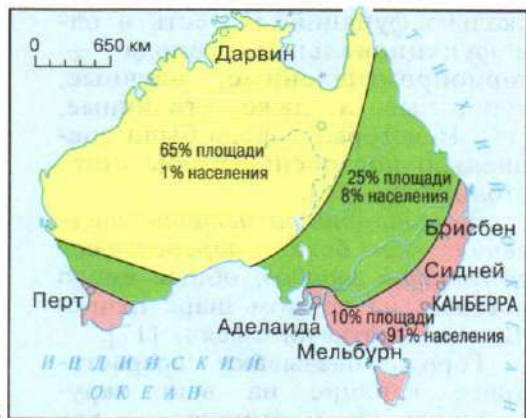 0 650 км
Дарвин
65% площади
1% населения
25% площади
8% населения
Брисбен
Сидней
КАНБЕРРА
Перт
Аделаида
10% площади
91% населения
Мельбурн
ИНДИЙСКИЙ
ОКЕАН